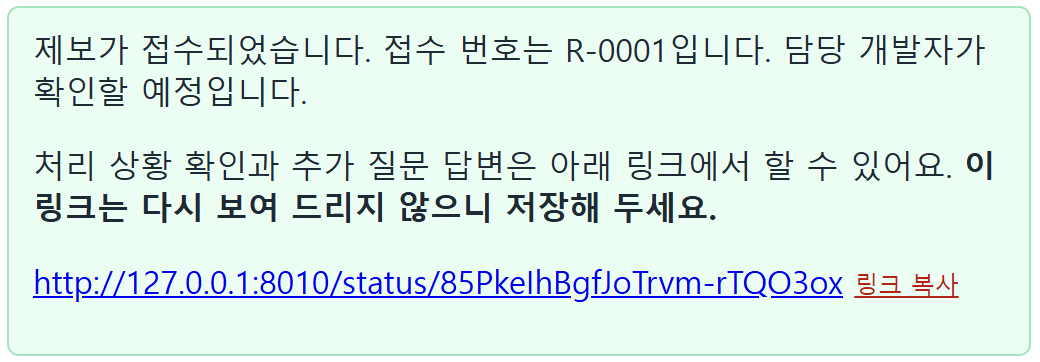 제보가 접수되었습니다. 접수 번호는 R-0001입니다. 담당 개발자가
확인할 예정입니다.
처리 상황 확인과 추가 질문 답변은 아래 링크에서 할 수 있어요. 이
링크는 다시 보여 드리지 않으니 저장해 두세요.
http://127.0.0.1:8010/status/85PkeIhBgfJoTrvm-rTQO3ox 링크 복사